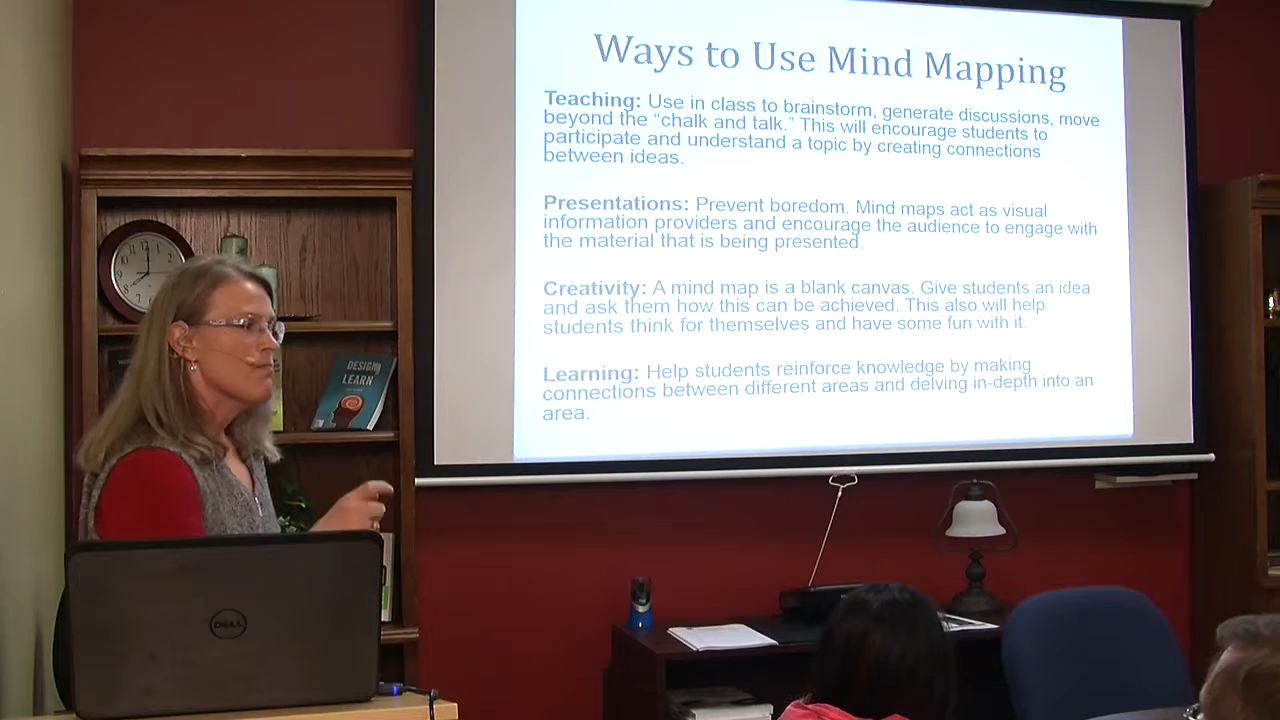 Ways to Use Mind Mapping
Teaching: Use in class to brainstorm, generate discussions, move
beyond the “chalk and talk.” This will encourage students to
participate and understand a topic by creating connections
between ideas.
Presentations: Prevent boredom. Mind maps act as visual
information providers and encourage the audience to engage with
the material that is being presented.
Creativity: A mind map is a blank canvas. Give students an idea
and ask them how this can be achieved. This also will help
students think for themselves and have some fun with it.
Learning: Help students reinforce knowledge by making
connections between different areas and delving in-depth into an
area.
DESIGN
LEARN
DELL